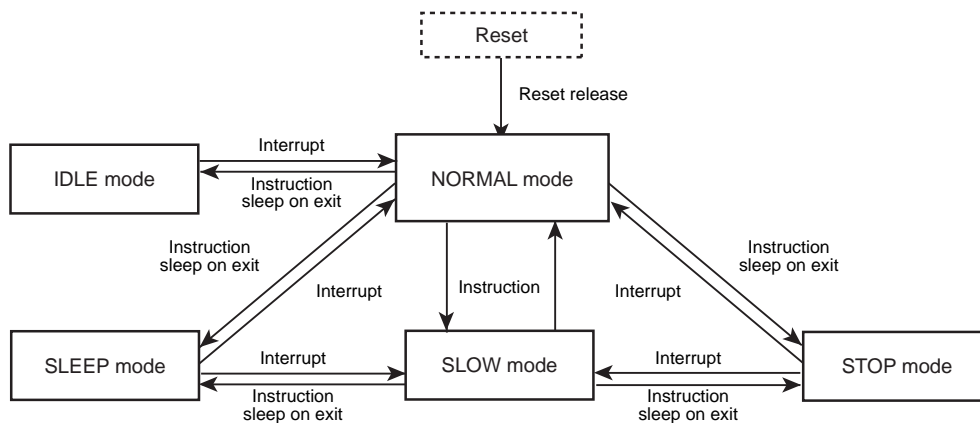 Reset
Reset release
IDLE mode
Interrupt
Instruction
sleep on exit
NORMAL mode
Instruction
sleep on exit
Interrupt
Instruction
Interrupt
Instruction
sleep on exit
SLEEP mode
Interrupt
Instruction
sleep on exit
SLOW mode
Interrupt
Instruction
sleep on exit
STOP mode